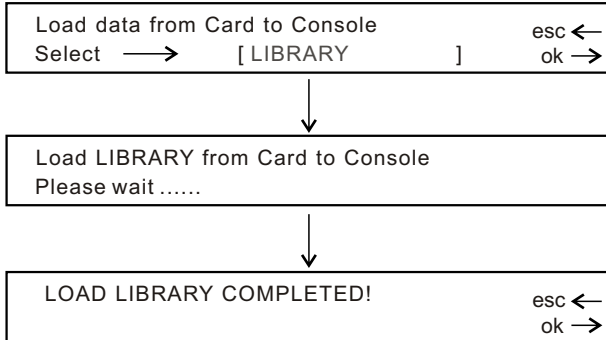 Load data from Card to Console
esc ←
Select → [ LIBRARY ]
ok →
Load LIBRARY from Card to Console
Please wait ......
LOAD LIBRARY COMPLETED!
esc ←
ok →